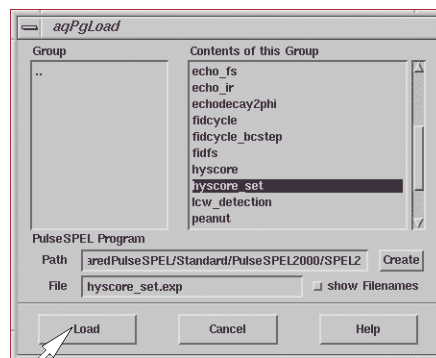 aqPgLoad
Group
Contents of this Group
..
echo_fs
echo_ir
echodecay2phi
fidcycle
fidcycle_bcstep
fidfs
hyscore
hyscore_set
lcw_detection
peanut
PulseSPEL Program
Path aredPulseSPEL/Standard/PulseSPEL2000/SPEL2 Create
File hyscore_set.exp show Filenames
Load Cancel Help